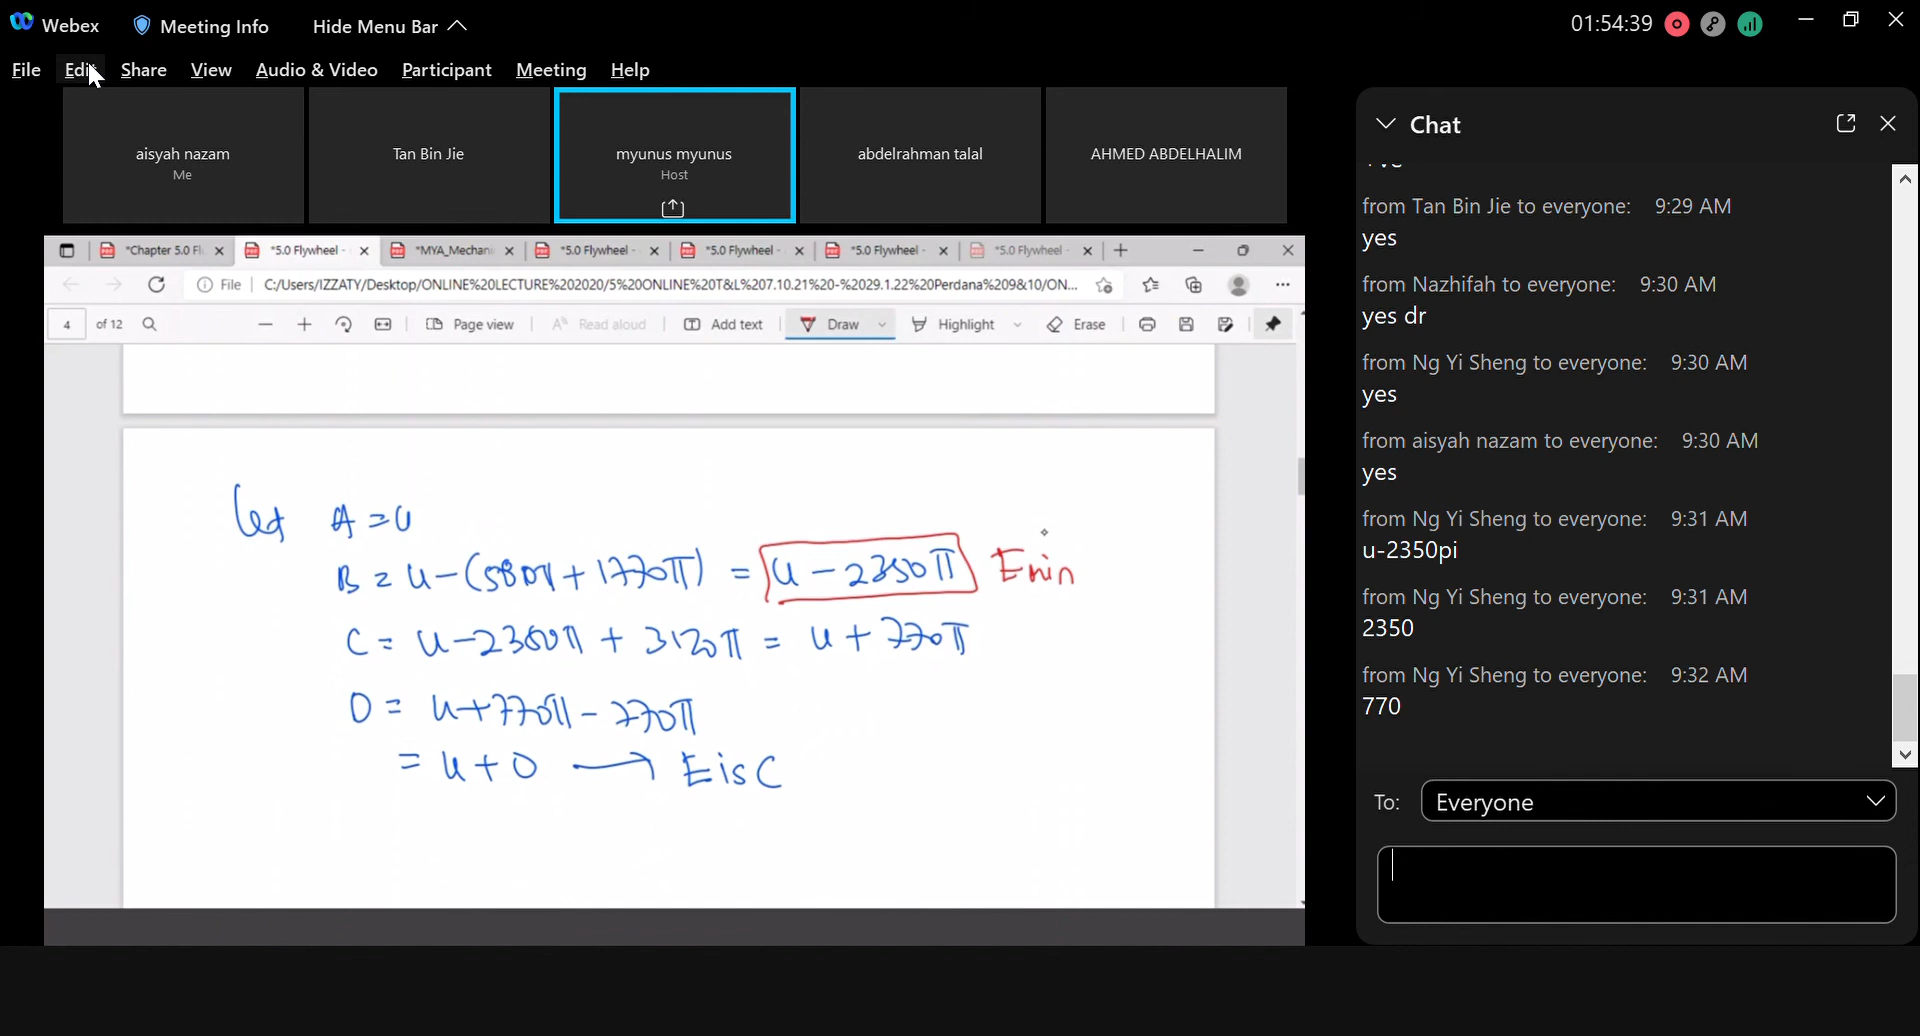 Webex Meeting Info Hide Menu Bar 01:54:39
File Edit Share View Audio & Video Participant Meeting Help
aisyah nazam
Me
Tan Bin Jie
myunus myunus
Host
abdelrahman talal
AHMED ABDELHALIM
*Chapter 5.0 Fl *5.0 Flywheel - *MYA_Mechani *5.0 Flywheel - *5.0 Flywheel - *5.0 Flywheel - *5.0 Flywheel -
File C:/Users/IZZATY/Desktop/ONLINE%20LECTURE%202020/5%20ONLINE%20T&L%207.10.21%20-%2029.1.22%20Perdana%209&10/ON...
4 of 12 Page view Read aloud Add text Draw Highlight Erase
Let A = U
B = U - (580π + 1770π) = U - 2350π Emin
C = U - 2350π + 3120π = U + 770π
D = U + 770π - 770π
= U + 0 → E is C
Chat
from Tan Bin Jie to everyone: 9:29 AM
yes
from Nazhifah to everyone: 9:30 AM
yes dr
from Ng Yi Sheng to everyone: 9:30 AM
yes
from aisyah nazam to everyone: 9:30 AM
yes
from Ng Yi Sheng to everyone: 9:31 AM
u-2350pi
from Ng Yi Sheng to everyone: 9:31 AM
2350
from Ng Yi Sheng to everyone: 9:32 AM
770
To: Everyone